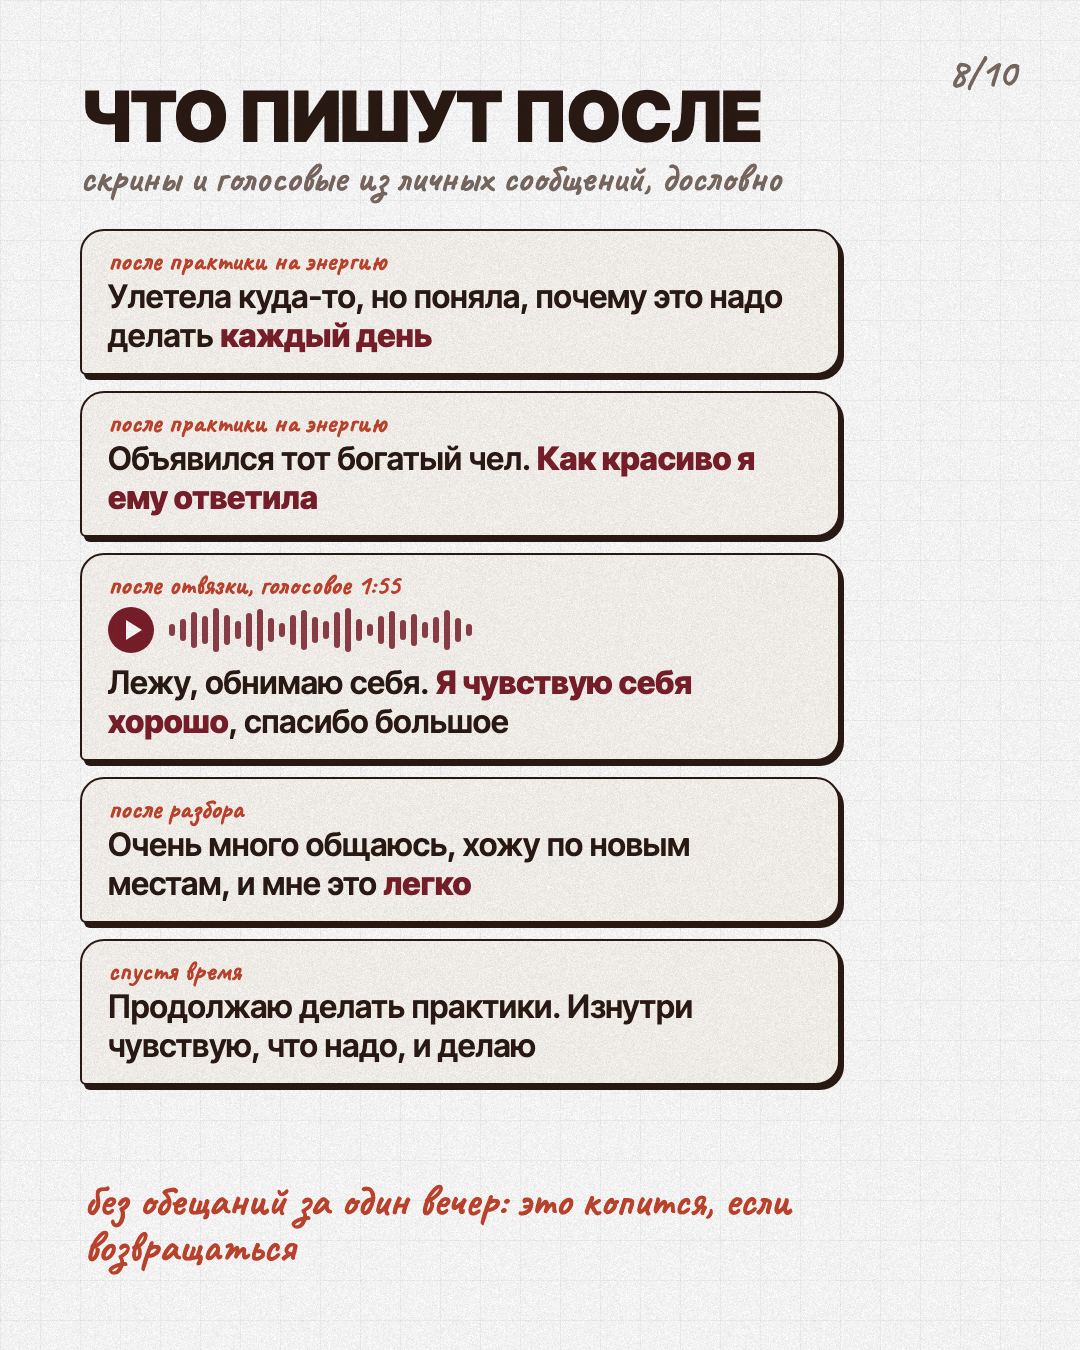 8/10
ЧТО ПИШУТ ПОСЛЕ
скрины и голосовые из личных сообщений, дословно
после практики на энергию
Улетела куда-то, но поняла, почему это надо
делать каждый день
после практики на энергию
Объявился тот богатый чел. Как красиво я
ему ответила
после отвязки, голосовое 1:55
Лежу, обнимаю себя. Я чувствую себя
хорошо, спасибо большое
после разбора
Очень много общаюсь, хожу по новым
местам, и мне это легко
спустя время
Продолжаю делать практики. Изнутри
чувствую, что надо, и делаю
без обещаний за один вечер: это копится, если
возвращаться